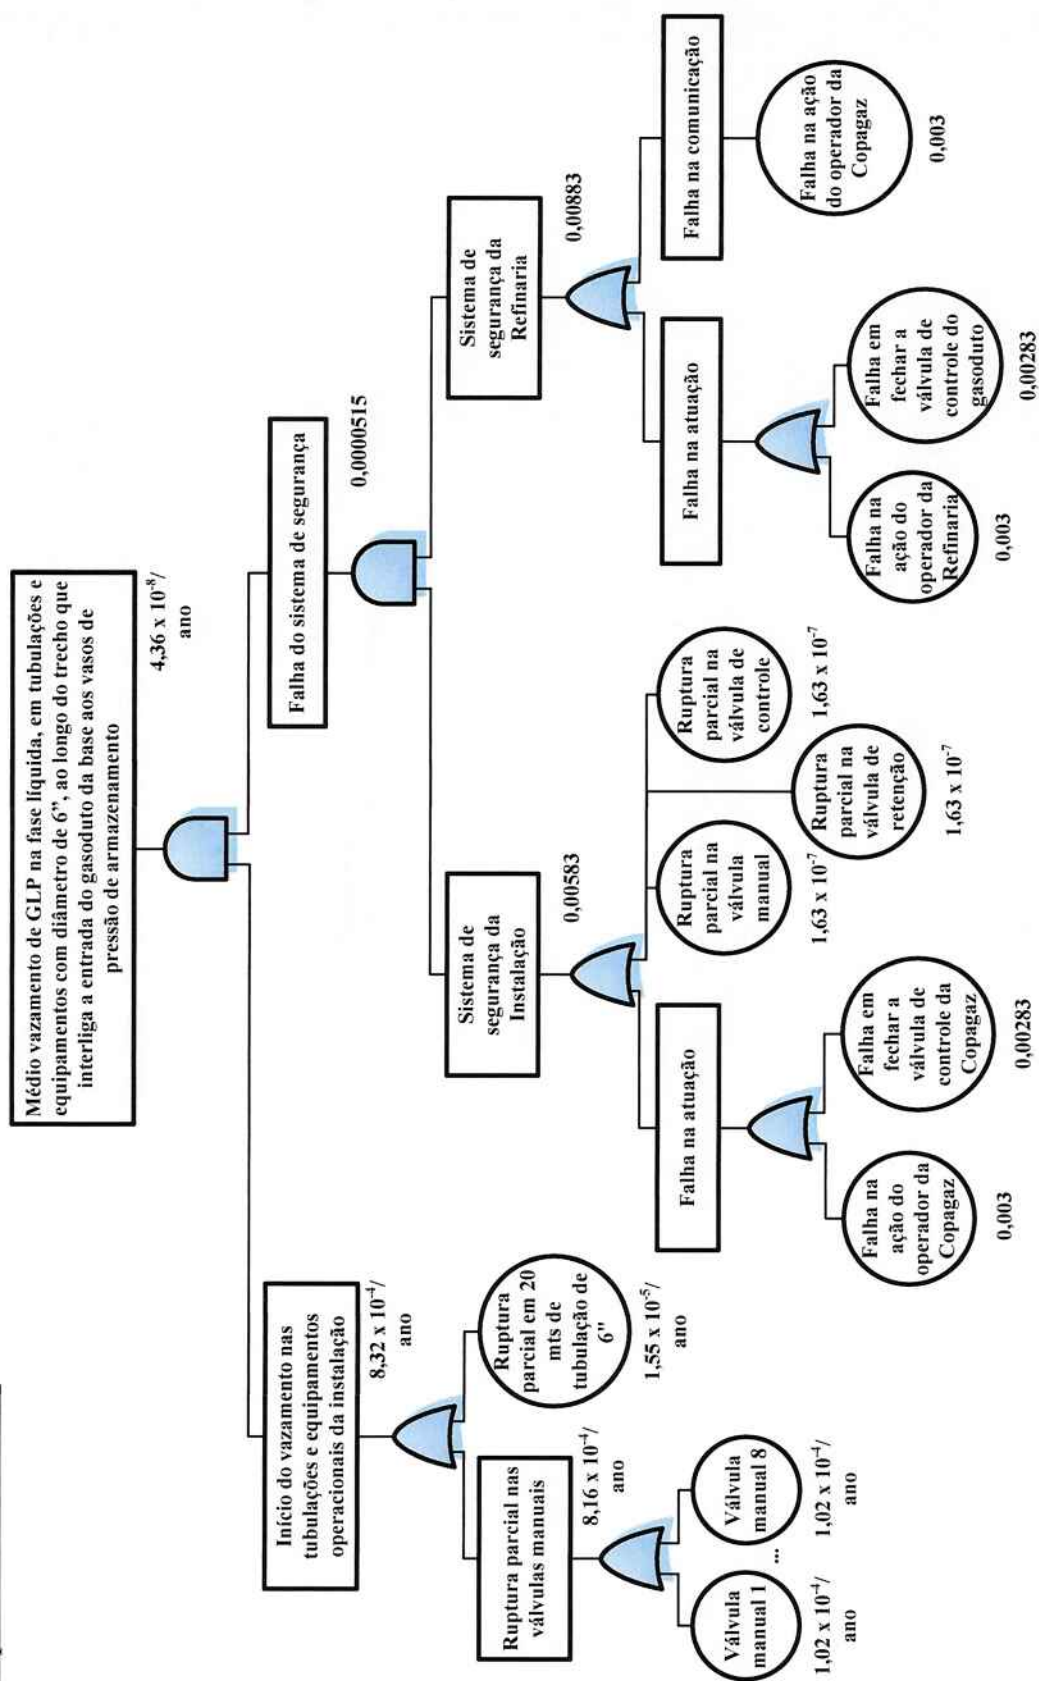 Médio vazamento de GLP na fase líquida, em tubulações e
equipamentos com diâmetro de 6”, ao longo do trecho que
interliga a entrada do gasoduto da base aos vasos de
pressão de armazenamento
4,36 x 10⁻⁸/
ano
Início do vazamento nas
tubulações e equipamentos
operacionais da instalação
8,32 x 10⁻⁴/
ano
Falha do sistema de segurança
0,0000515
Ruptura parcial nas
válvulas manuais
8,16 x 10⁻⁴/
ano
Ruptura
parcial em 20
mts de
tubulação de
6"
1,55 x 10⁻⁵/
ano
Válvula
manual 1
1,02 x 10⁻⁴/
ano
...
Válvula
manual 8
1,02 x 10⁻⁴/
ano
Sistema de
segurança da
Instalação
0,00583
Sistema de
segurança da
Refinaria
0,00883
Falha na atuação
Falha na
ação do
operador da
Copagaz
0,003
Falha em
fechar a
válvula de
controle da
Copagaz
0,00283
Ruptura
parcial na
válvula
manual
1,63 x 10⁻⁷
Ruptura
parcial na
válvula de
retenção
1,63 x 10⁻⁷
Ruptura
parcial na
válvula de
controle
1,63 x 10⁻⁷
Falha na atuação
Falha na
ação do
operador da
Refinaria
0,003
Falha em
fechar a
válvula de
controle do
gasoduto
0,00283
Falha na comunicação
Falha na ação
do operador da
Copagaz
0,003